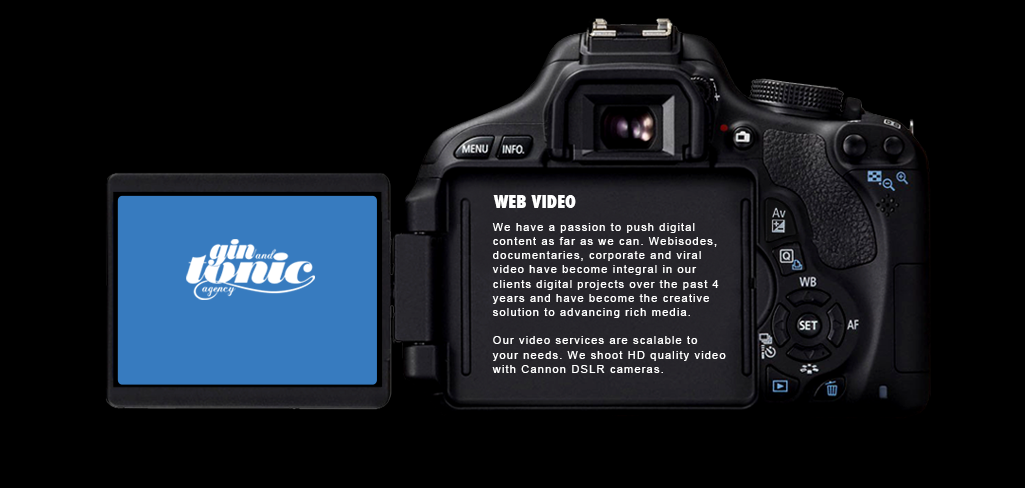 MENU
INFO.
gin and
tonic
agency
WEB VIDEO
We have a passion to push digital
content as far as we can. Webisodes,
documentaries, corporate and viral
video have become integral in our
clients digital projects over the past 4
years and have become the creative
solution to advancing rich media.
Our video services are scalable to
your needs. We shoot HD quality video
with Cannon DSLR cameras.
Av
Q
WB
SET
AF